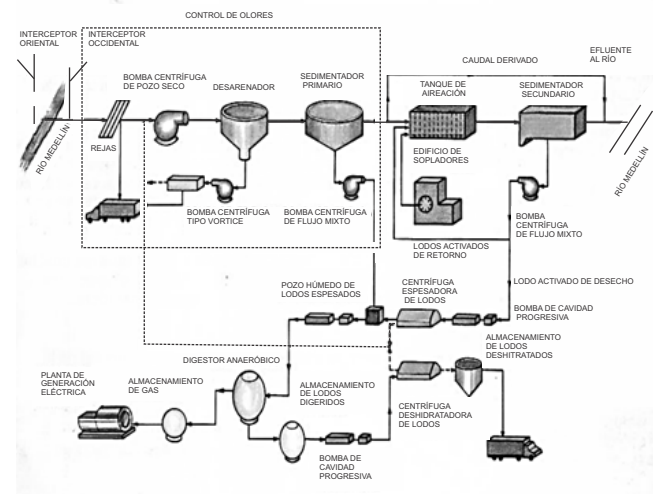 CONTROL DE OLORES
INTERCEPTOR
ORIENTAL
INTERCEPTOR
OCCIDENTAL
EFLUENTE
AL RÍO
CAUDAL DERIVADO
BOMBA CENTRÍFUGA
DE POZO SECO
DESARENADOR
SEDIMENTADOR
PRIMARIO
TANQUE DE
AIREACIÓN
SEDIMENTADOR
SECUNDARIO
REJAS
RÍO MEDELLÍN
EDIFICIO DE
SOPLADORES
RÍO MEDELLÍN
BOMBA CENTRÍFUGA
TIPO VORTICE
BOMBA CENTRÍFUGA
DE FLUJO MIXTO
BOMBA
CENTRÍFUGA
DE FLUJO MIXTO
LODOS ACTIVADOS
DE RETORNO
LODO ACTIVADO DE DESECHO
POZO HÚMEDO DE
LODOS ESPESADOS
CENTRÍFUGA
ESPESADORA
DE LODOS
BOMBA DE CAVIDAD
PROGRESIVA
ALMACENAMIENTO
DE LODOS
DESHITRATADOS
DIGESTOR ANAERÓBICO
PLANTA DE
GENERACIÓN
ELÉCTRICA
ALMACENAMIENTO
DE GAS
ALMACENAMIENTO
DE LODOS
DIGERIDOS
CENTRÍFUGA
DESHIDRATADORA
DE LODOS
BOMBA DE
CAVIDAD
PROGRESIVA